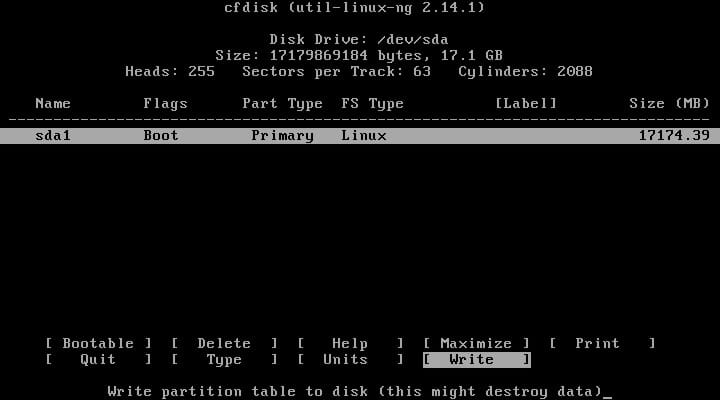 cfdisk (util-linux-ng 2.14.1)
Disk Drive: /dev/sda
Size: 17179869184 bytes, 17.1 GB
Heads: 255   Sectors per Track: 63   Cylinders: 2088
Name   Flags   Part Type   FS Type   [Label]   Size (MB)
sda1   Boot   Primary   Linux   17174.39
[ Bootable ]   [ Delete ]   [ Help ]   [ Maximize ]   [ Print ]
[ Quit ]   [ Type ]   [ Units ]   [ Write ]
Write partition table to disk (this might destroy data)_